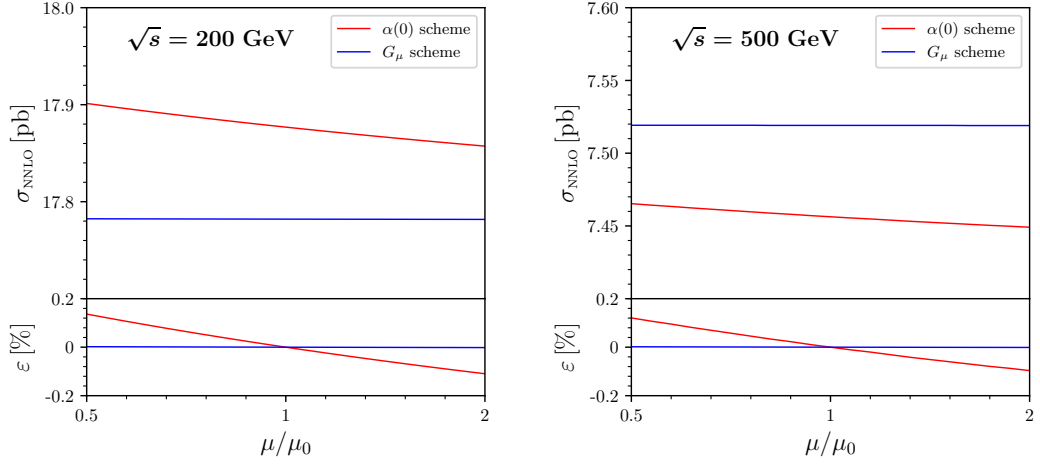 √s = 200 GeV
α(0) scheme
G_μ scheme
18.0
17.9
17.8
σ_NNLO [pb]
0.2
0
-0.2
ε [%]
0.5
1
2
μ/μ_0
√s = 500 GeV
α(0) scheme
G_μ scheme
7.60
7.55
7.50
7.45
σ_NNLO [pb]
0.2
0
-0.2
ε [%]
0.5
1
2
μ/μ_0